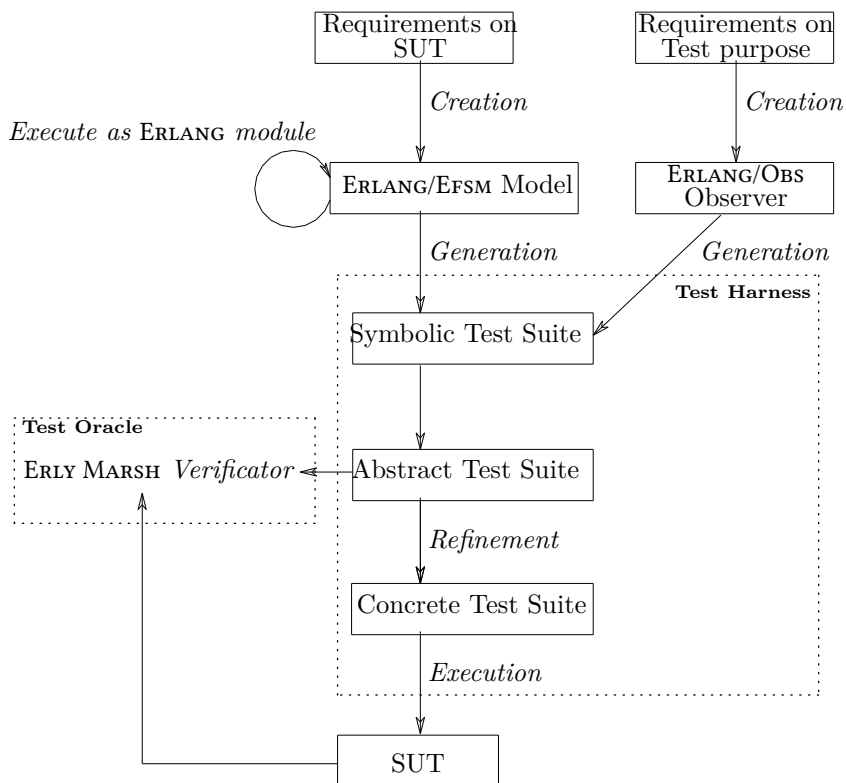 Requirements on
SUT
Requirements on
Test purpose
Creation
Creation
Execute as ERLANG module
ERLANG/EFSM Model
ERLANG/OBS
Observer
Generation
Generation
Test Harness
Symbolic Test Suite
Test Oracle
ERLY MARSH Verificator
Abstract Test Suite
Refinement
Concrete Test Suite
Execution
SUT